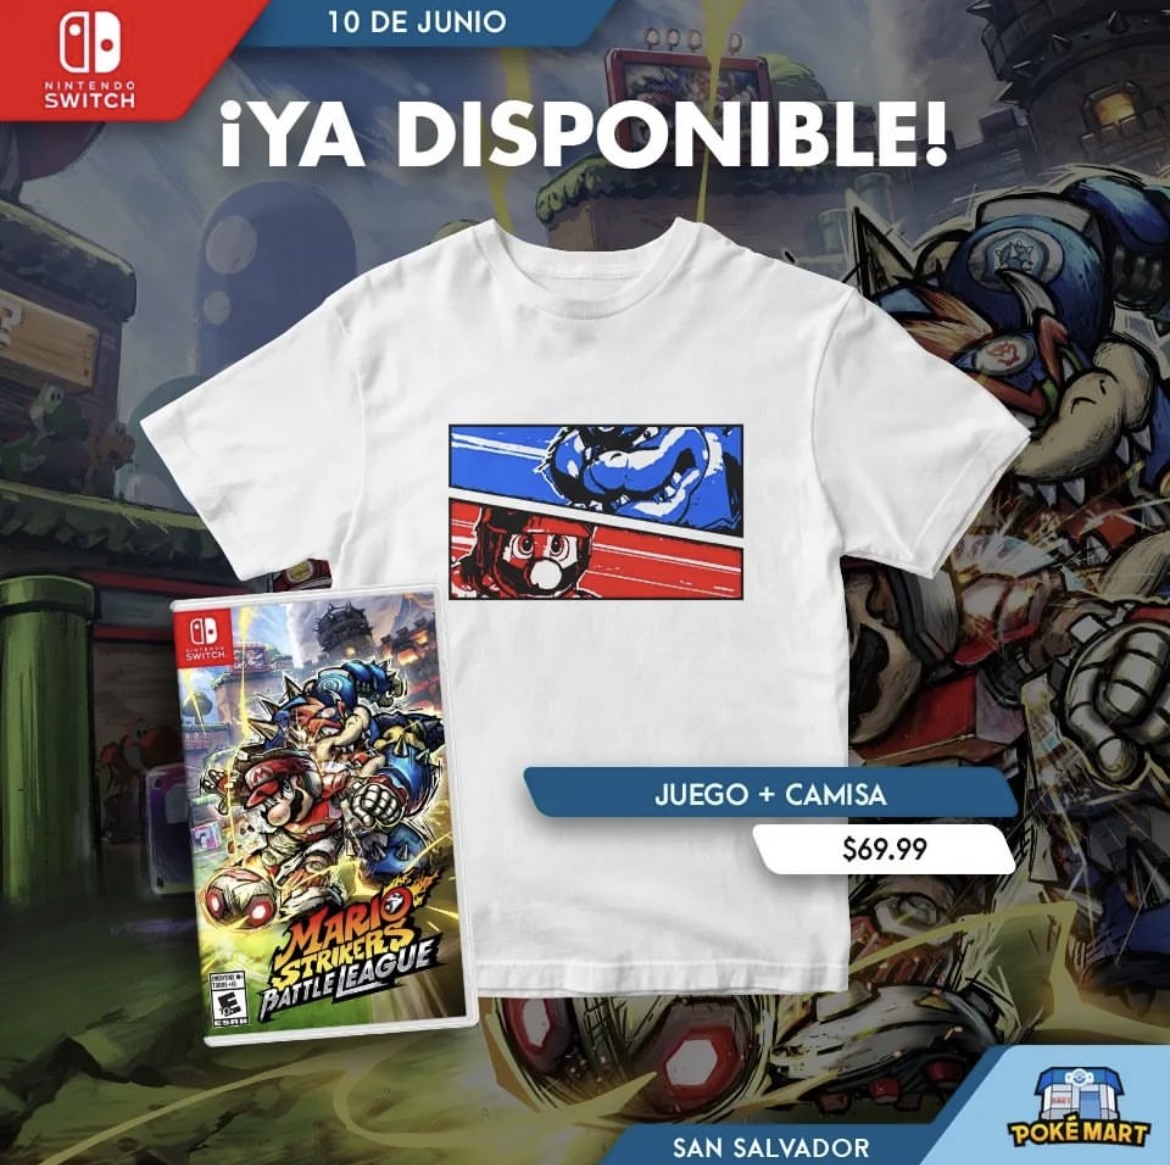 10 DE JUNIO
NINTENDO
SWITCH
¡YA DISPONIBLE!
NINTENDO
SWITCH
JUEGO + CAMISA
$69.99
MARIO
STRIKERS
BATTLE LEAGUE
E
ESRB
SAN SALVADOR
POKÉ MART